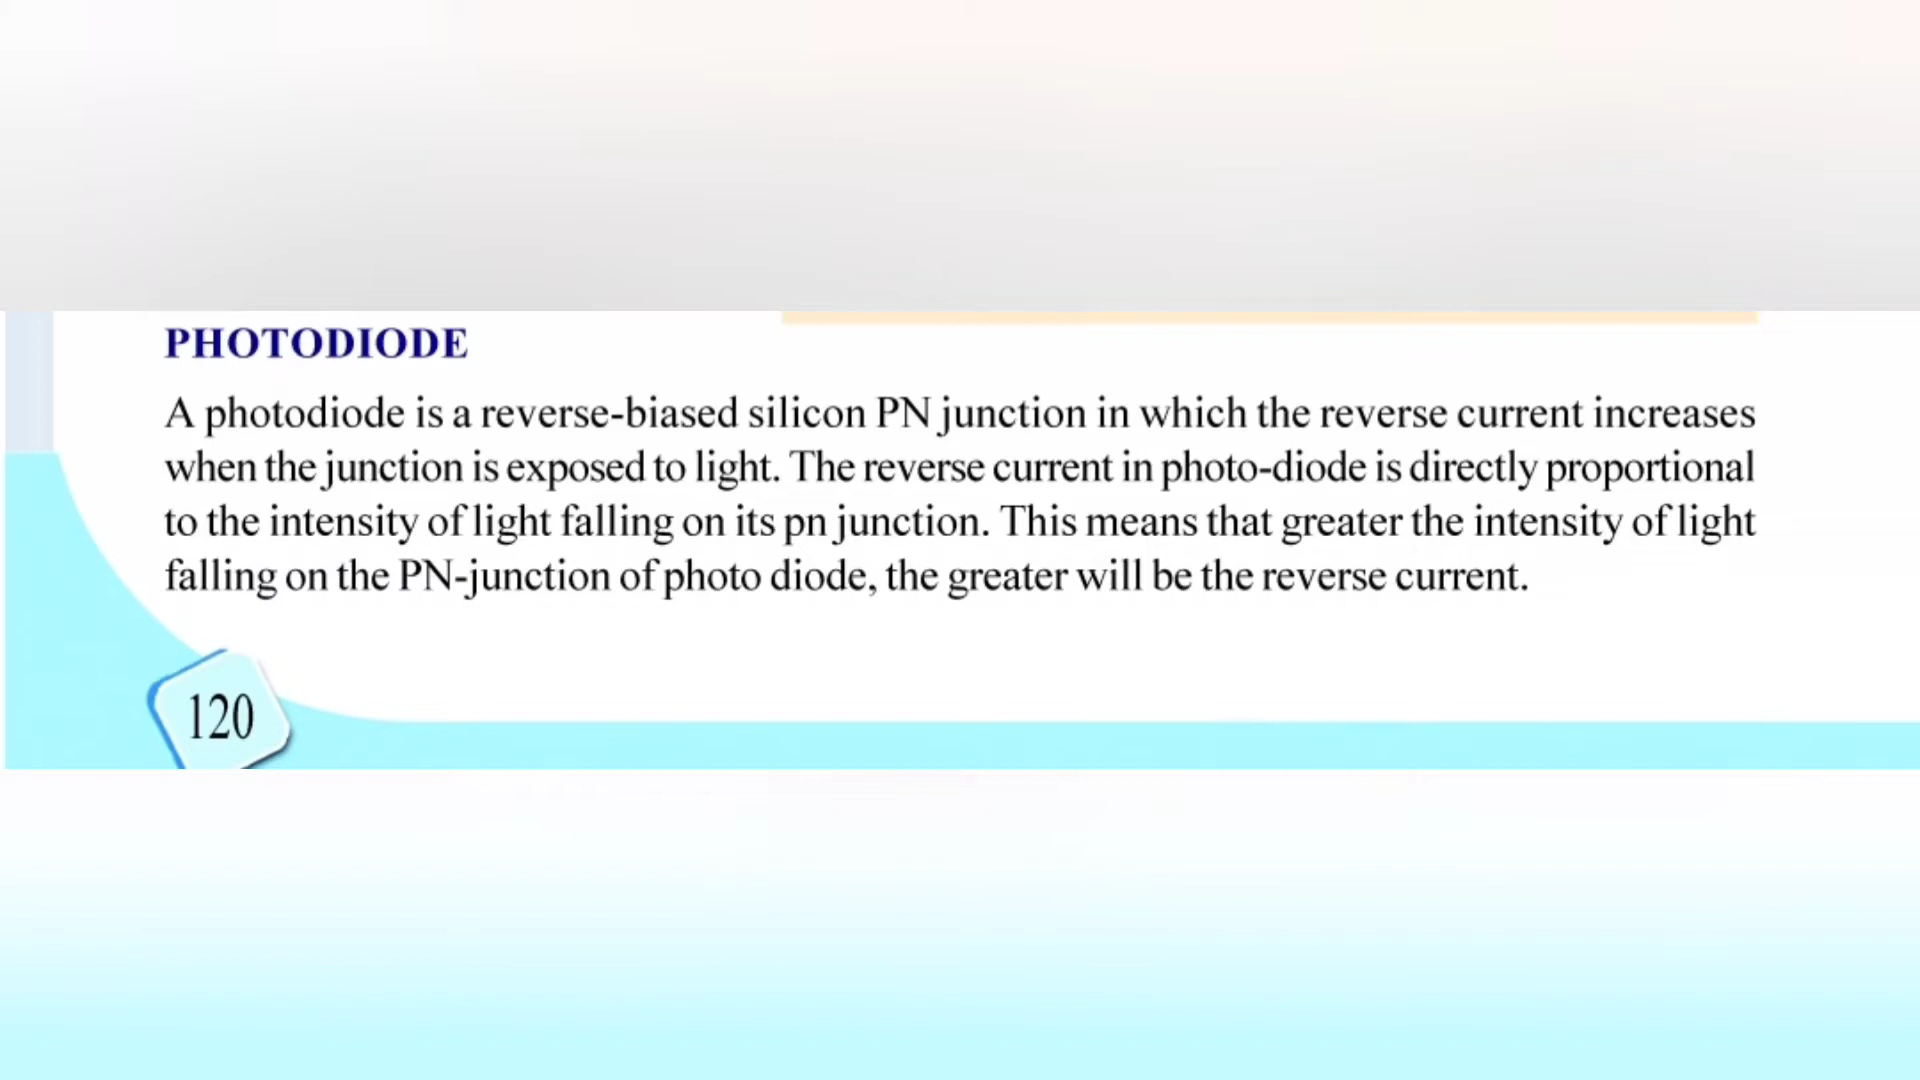 PHOTODIODE
A photodiode is a reverse-biased silicon PN junction in which the reverse current increases
when the junction is exposed to light. The reverse current in photo-diode is directly proportional
to the intensity of light falling on its pn junction. This means that greater the intensity of light
falling on the PN-junction of photo diode, the greater will be the reverse current.
120